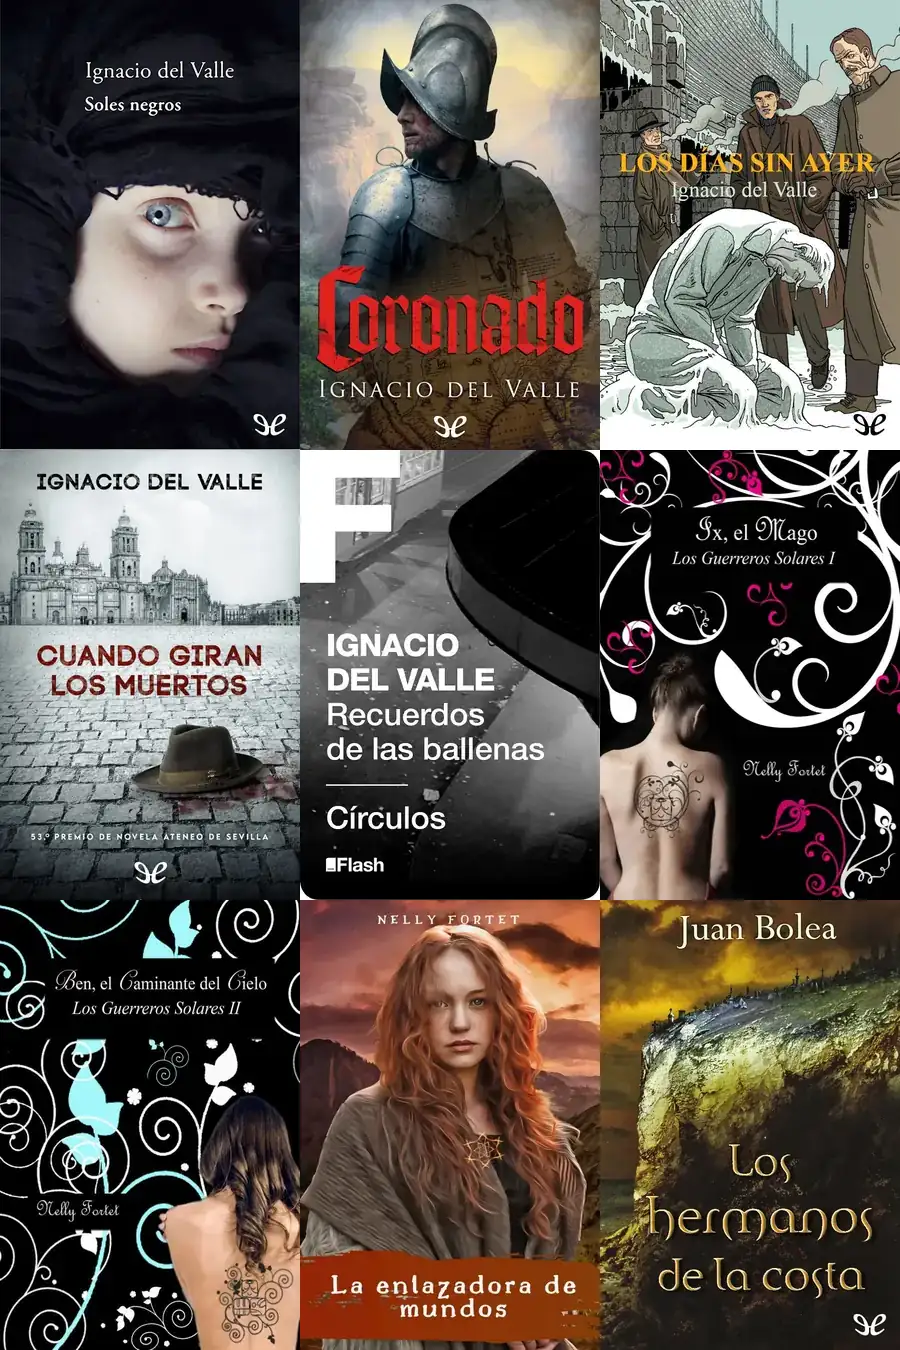 Ignacio del Valle
Soles negros
Coronado
IGNACIO DEL VALLE
LOS DÍAS SIN AYER
Ignacio del Valle
IGNACIO DEL VALLE
CUANDO GIRAN
LOS MUERTOS
53.º PREMIO DE NOVELA ATENEO DE SEVILLA
F
IGNACIO
DEL VALLE
Recuerdos
de las ballenas
Círculos
Flash
Ix, el Mago
Los Guerreros Solares I
Nelly Fortet
Ben, el Caminante del Cielo
Los Guerreros Solares II
Nelly Fortet
NELLY FORTET
La enlazadora de
mundos
Juan Bolea
Los
hermanos
de la costa